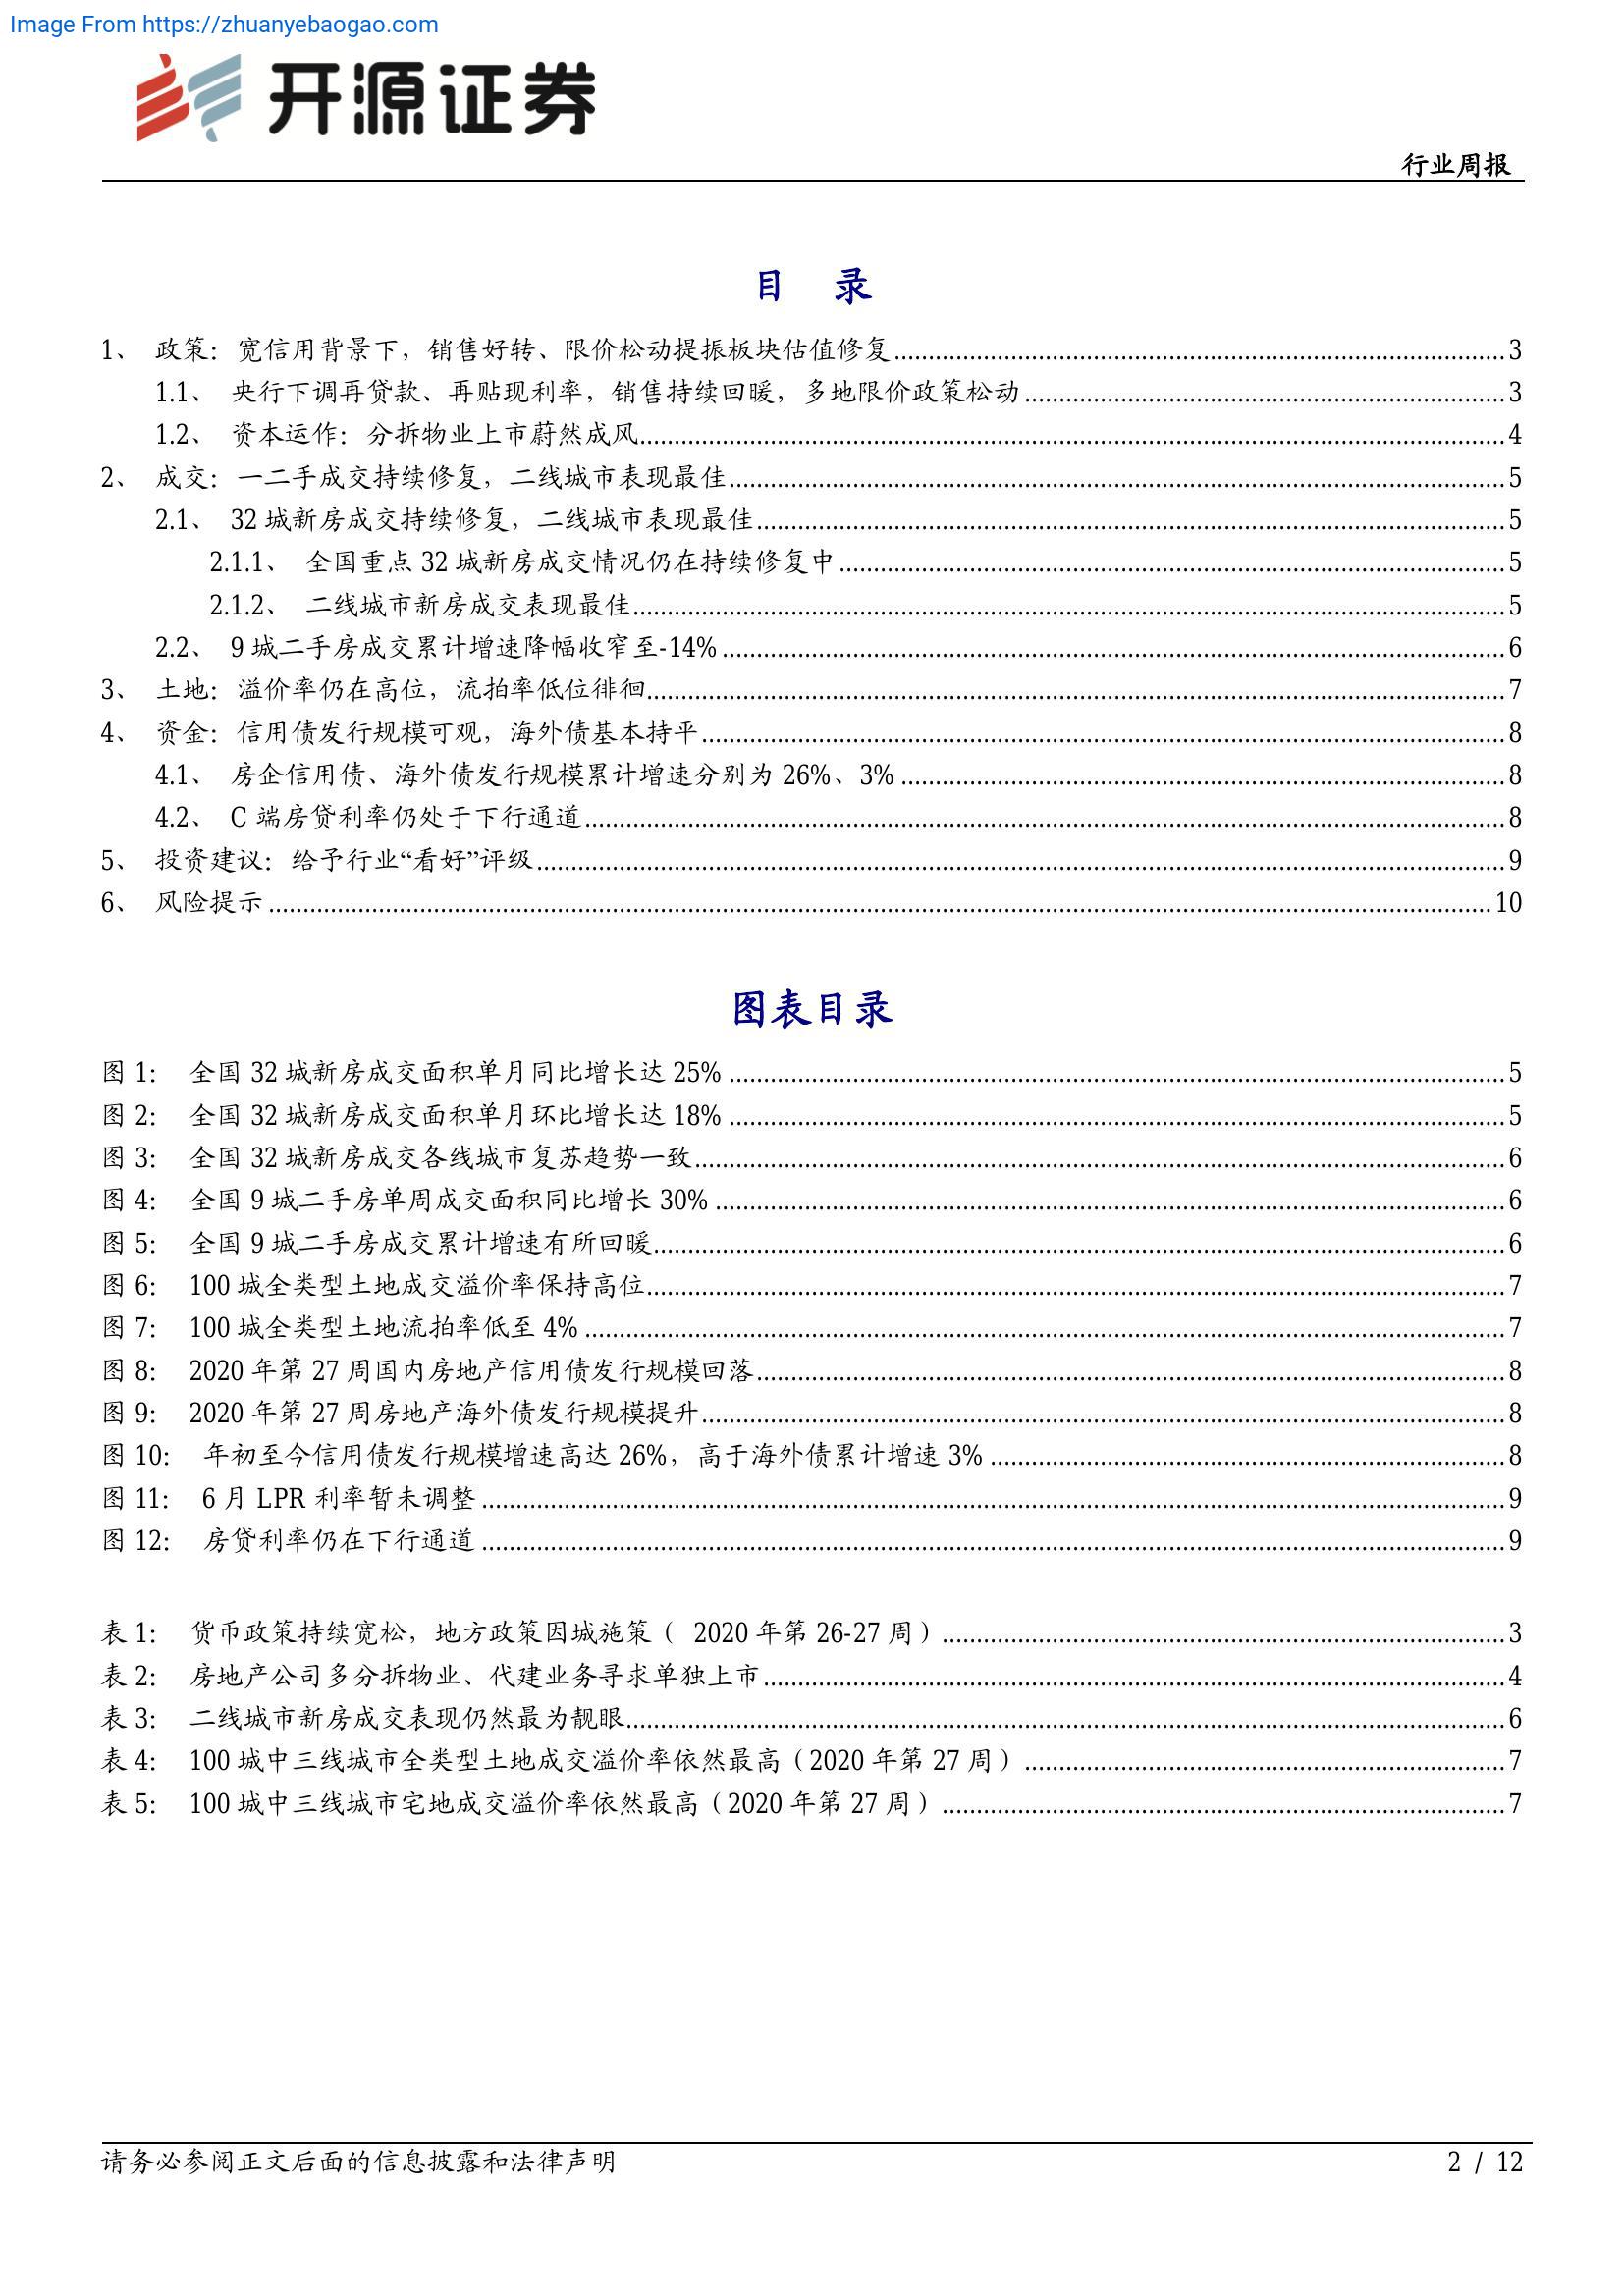 Image From https://zhuanyebaogao.com
开源证券
行业周报
目 录
1、 政策：宽信用背景下，销售好转、限价松动提振板块估值修复 3
1.1、 央行下调再贷款、再贴现利率，销售持续回暖，多地限价政策松动 3
1.2、 资本运作：分拆物业上市蔚然成风 4
2、 成交：一二手成交持续修复，二线城市表现最佳 5
2.1、 32 城新房成交持续修复，二线城市表现最佳 5
2.1.1、 全国重点 32 城新房成交情况仍在持续修复中 5
2.1.2、 二线城市新房成交表现最佳 5
2.2、 9 城二手房成交累计增速降幅收窄至-14% 6
3、 土地：溢价率仍在高位，流拍率低位徘徊 7
4、 资金：信用债发行规模可观，海外债基本持平 8
4.1、 房企信用债、海外债发行规模累计增速分别为 26%、3% 8
4.2、 C 端房贷利率仍处于下行通道 8
5、 投资建议：给予行业“看好”评级 9
6、 风险提示 10
图表目录
图 1： 全国 32 城新房成交面积单月同比增长达 25% 5
图 2： 全国 32 城新房成交面积单月环比增长达 18% 5
图 3： 全国 32 城新房成交各线城市复苏趋势一致 6
图 4： 全国 9 城二手房单周成交面积同比增长 30% 6
图 5： 全国 9 城二手房成交累计增速有所回暖 6
图 6： 100 城全类型土地成交溢价率保持高位 7
图 7： 100 城全类型土地流拍率低至 4% 7
图 8： 2020 年第 27 周国内房地产信用债发行规模回落 8
图 9： 2020 年第 27 周房地产海外债发行规模提升 8
图 10： 年初至今信用债发行规模增速高达 26%，高于海外债累计增速 3% 8
图 11： 6 月 LPR 利率暂未调整 9
图 12： 房贷利率仍在下行通道 9
表 1： 货币政策持续宽松，地方政策因城施策（ 2020 年第 26-27 周） 3
表 2： 房地产公司多分拆物业、代建业务寻求单独上市 4
表 3： 二线城市新房成交表现仍然最为靓眼 6
表 4： 100 城中三线城市全类型土地成交溢价率依然最高（2020 年第 27 周） 7
表 5： 100 城中三线城市宅地成交溢价率依然最高（2020 年第 27 周） 7
请务必参阅正文后面的信息披露和法律声明 2 / 12